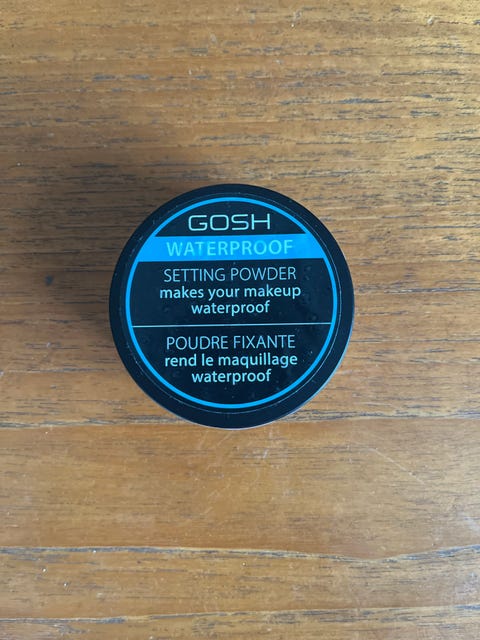 GOSH
WATERPROOF
SETTING POWDER
makes your makeup
waterproof
POUDRE FIXANTE
rend le maquillage
waterproof